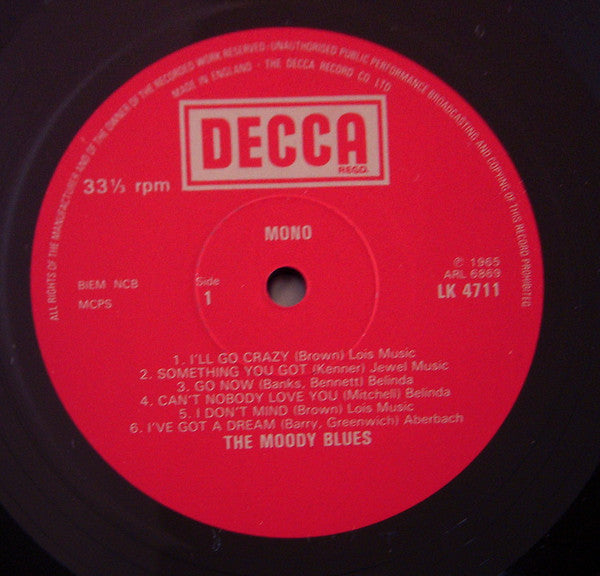 ALL RIGHTS OF THE MANUFACTURER AND OF THE OWNER OF THE RECORDED WORK RESERVED · UNAUTHORISED PUBLIC PERFORMANCE BROADCASTING AND COPYING OF THIS RECORD PROHIBITED
MADE IN ENGLAND · THE DECCA RECORD CO. LTD
DECCA
REGD.
33⅓ rpm
MONO
BIEM NCB
MCPS
Side
1
℗ 1965
ARL 6869
LK 4711
1. I'LL GO CRAZY (Brown) Lois Music
2. SOMETHING YOU GOT (Kenner) Jewel Music
3. GO NOW (Banks, Bennett) Belinda
4. CAN'T NOBODY LOVE YOU (Mitchell) Belinda
5. I DON'T MIND (Brown) Lois Music
6. I'VE GOT A DREAM (Barry, Greenwich) Aberbach
THE MOODY BLUES